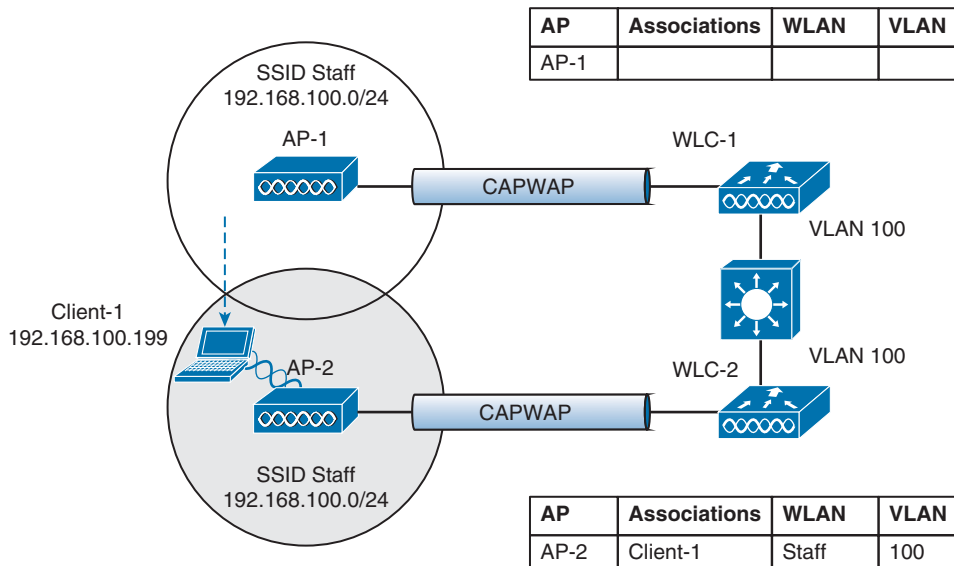 AP Associations WLAN VLAN
AP-1
SSID Staff
192.168.100.0/24
AP-1
WLC-1
CAPWAP
VLAN 100
Client-1
192.168.100.199
AP-2
VLAN 100
WLC-2
CAPWAP
SSID Staff
192.168.100.0/24
AP Associations WLAN VLAN
AP-2 Client-1 Staff 100